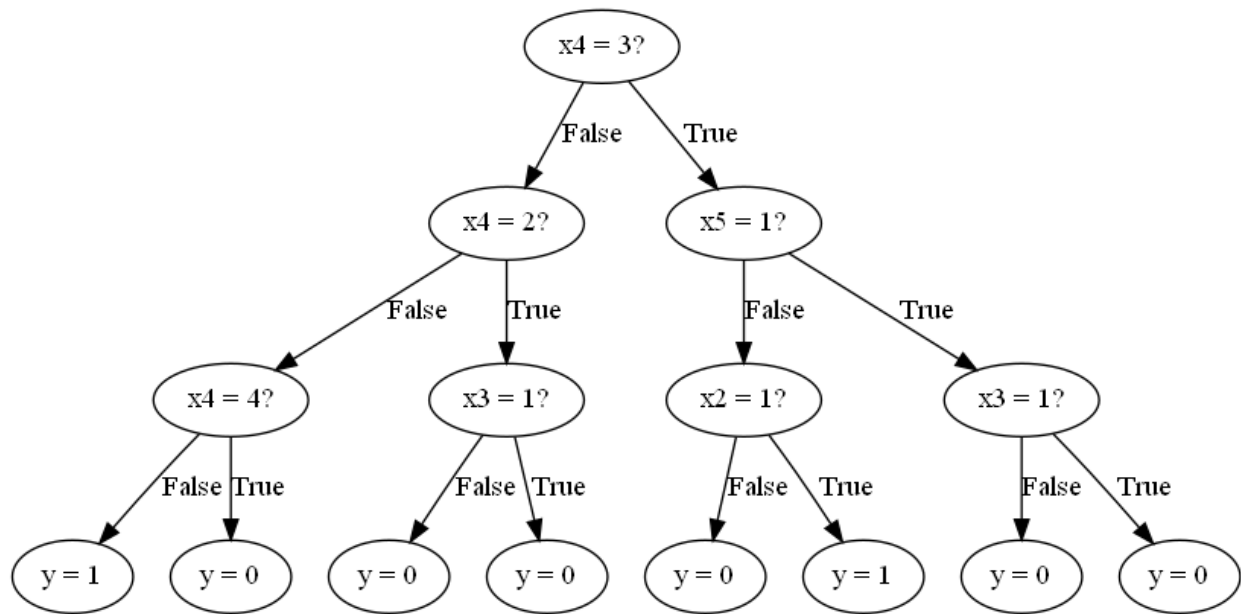 x4 = 3?
False
True
x4 = 2?
x5 = 1?
False
True
False
True
x4 = 4?
x3 = 1?
x2 = 1?
x3 = 1?
False
True
False
True
False
True
False
True
y = 1
y = 0
y = 0
y = 0
y = 0
y = 1
y = 0
y = 0